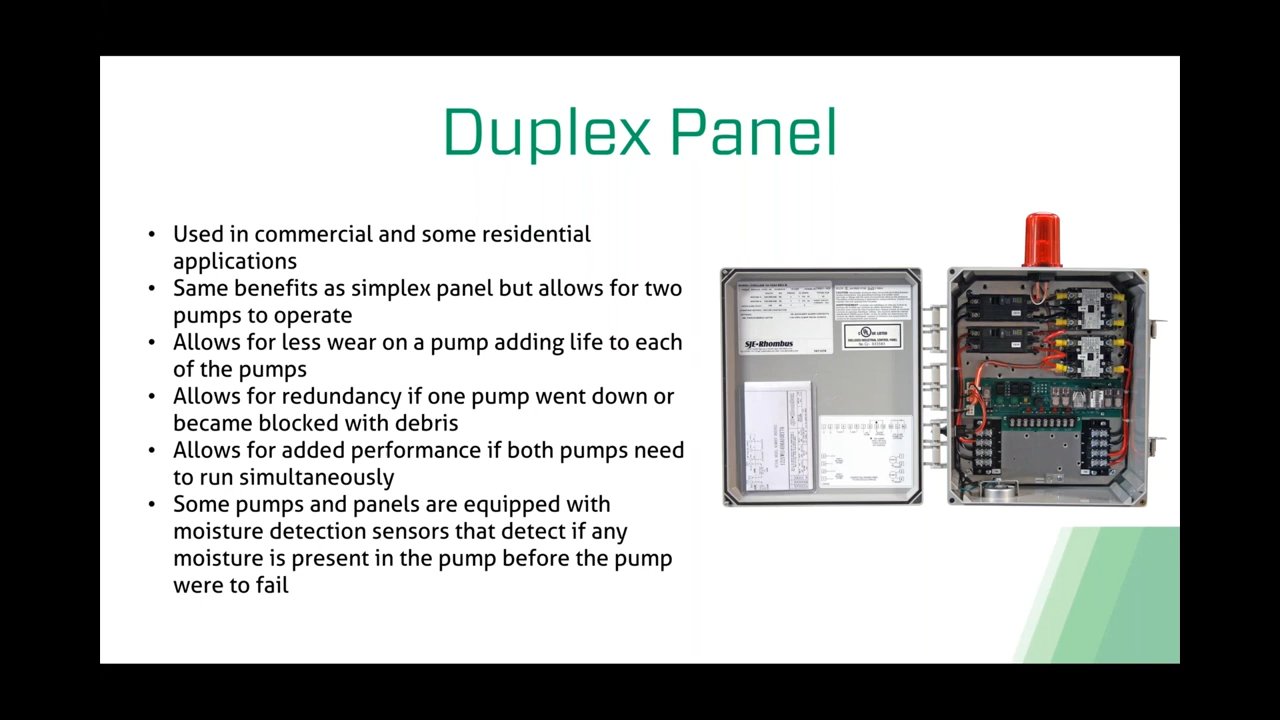 Duplex Panel
• Used in commercial and some residential
applications
• Same benefits as simplex panel but allows for two
pumps to operate
• Allows for less wear on a pump adding life to each
of the pumps
• Allows for redundancy if one pump went down or
became blocked with debris
• Allows for added performance if both pumps need
to run simultaneously
• Some pumps and panels are equipped with
moisture detection sensors that detect if any
moisture is present in the pump before the pump
were to fail
SJE-Rhombus